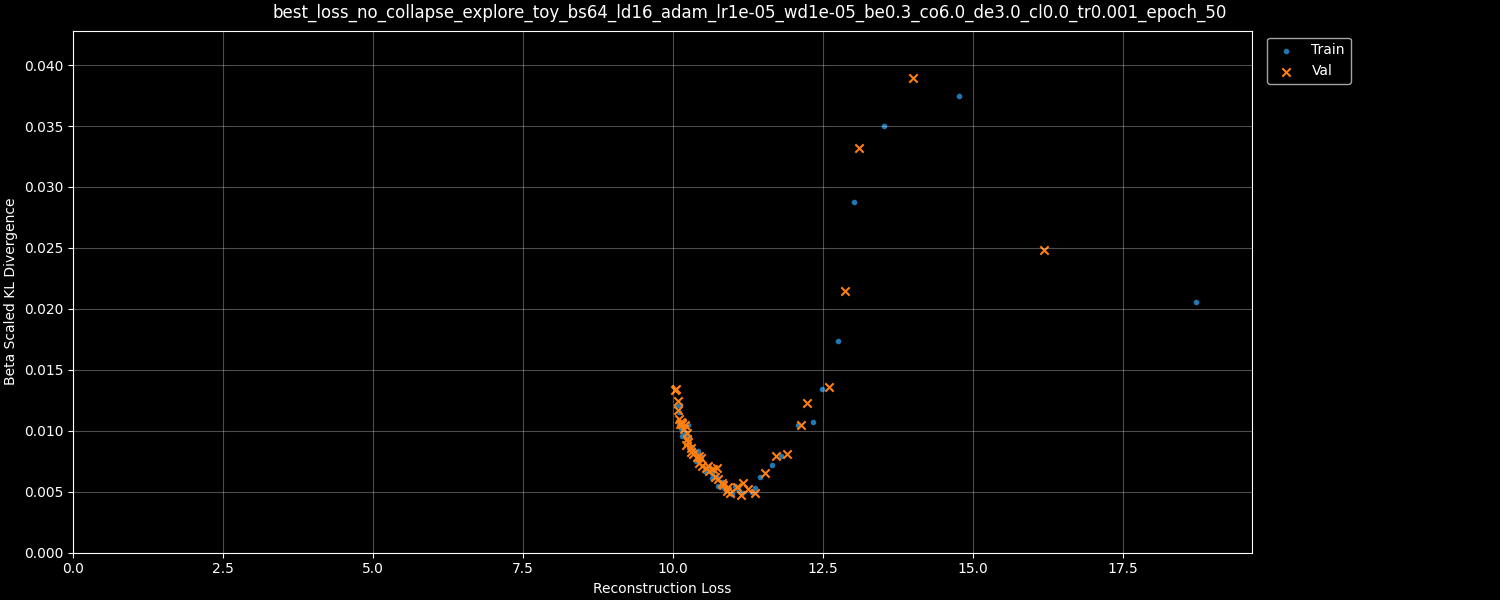 best_loss_no_collapse_explore_toy_bs64_ld16_adam_lr1e-05_wd1e-05_be0.3_co6.0_de3.0_cl0.0_tr0.001_epoch_50
Train
Val
0.040
0.035
0.030
0.025
0.020
0.015
0.010
0.005
0.000
Beta Scaled KL Divergence
0.0 2.5 5.0 7.5 10.0 12.5 15.0 17.5
Reconstruction Loss